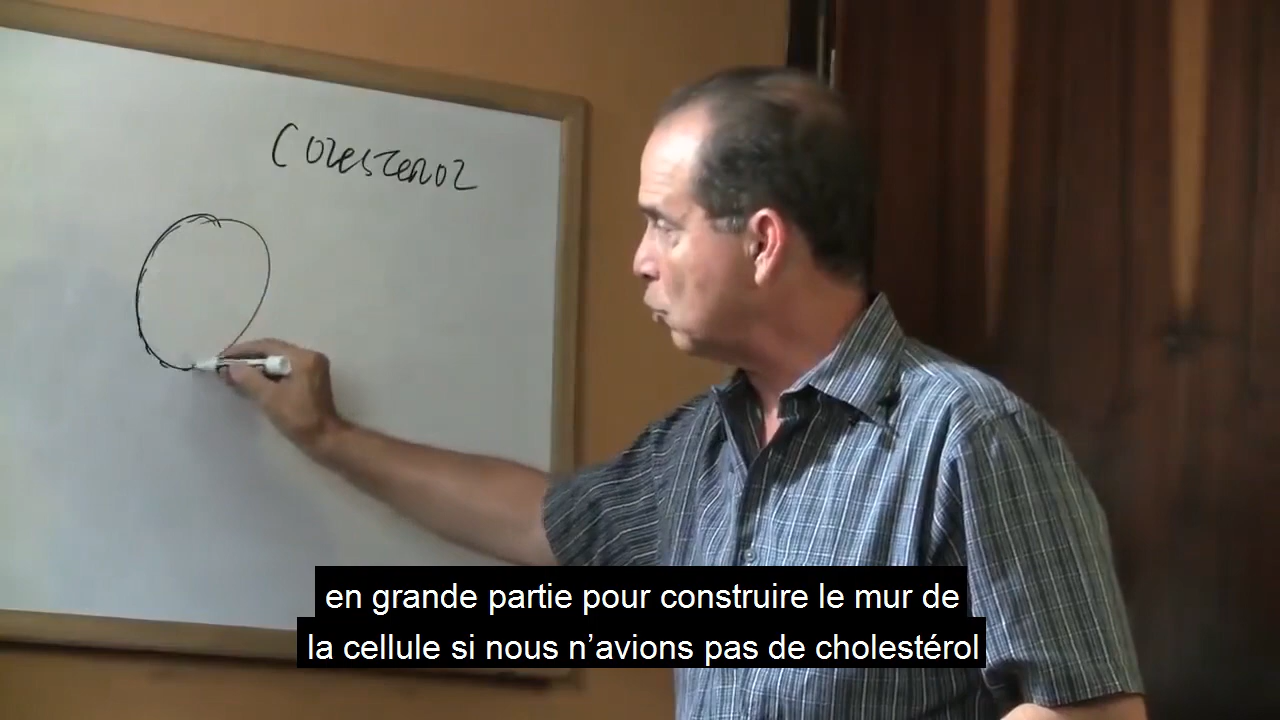 COLESTEROL
en grande partie pour construire le mur de
la cellule si nous n’avions pas de cholestérol